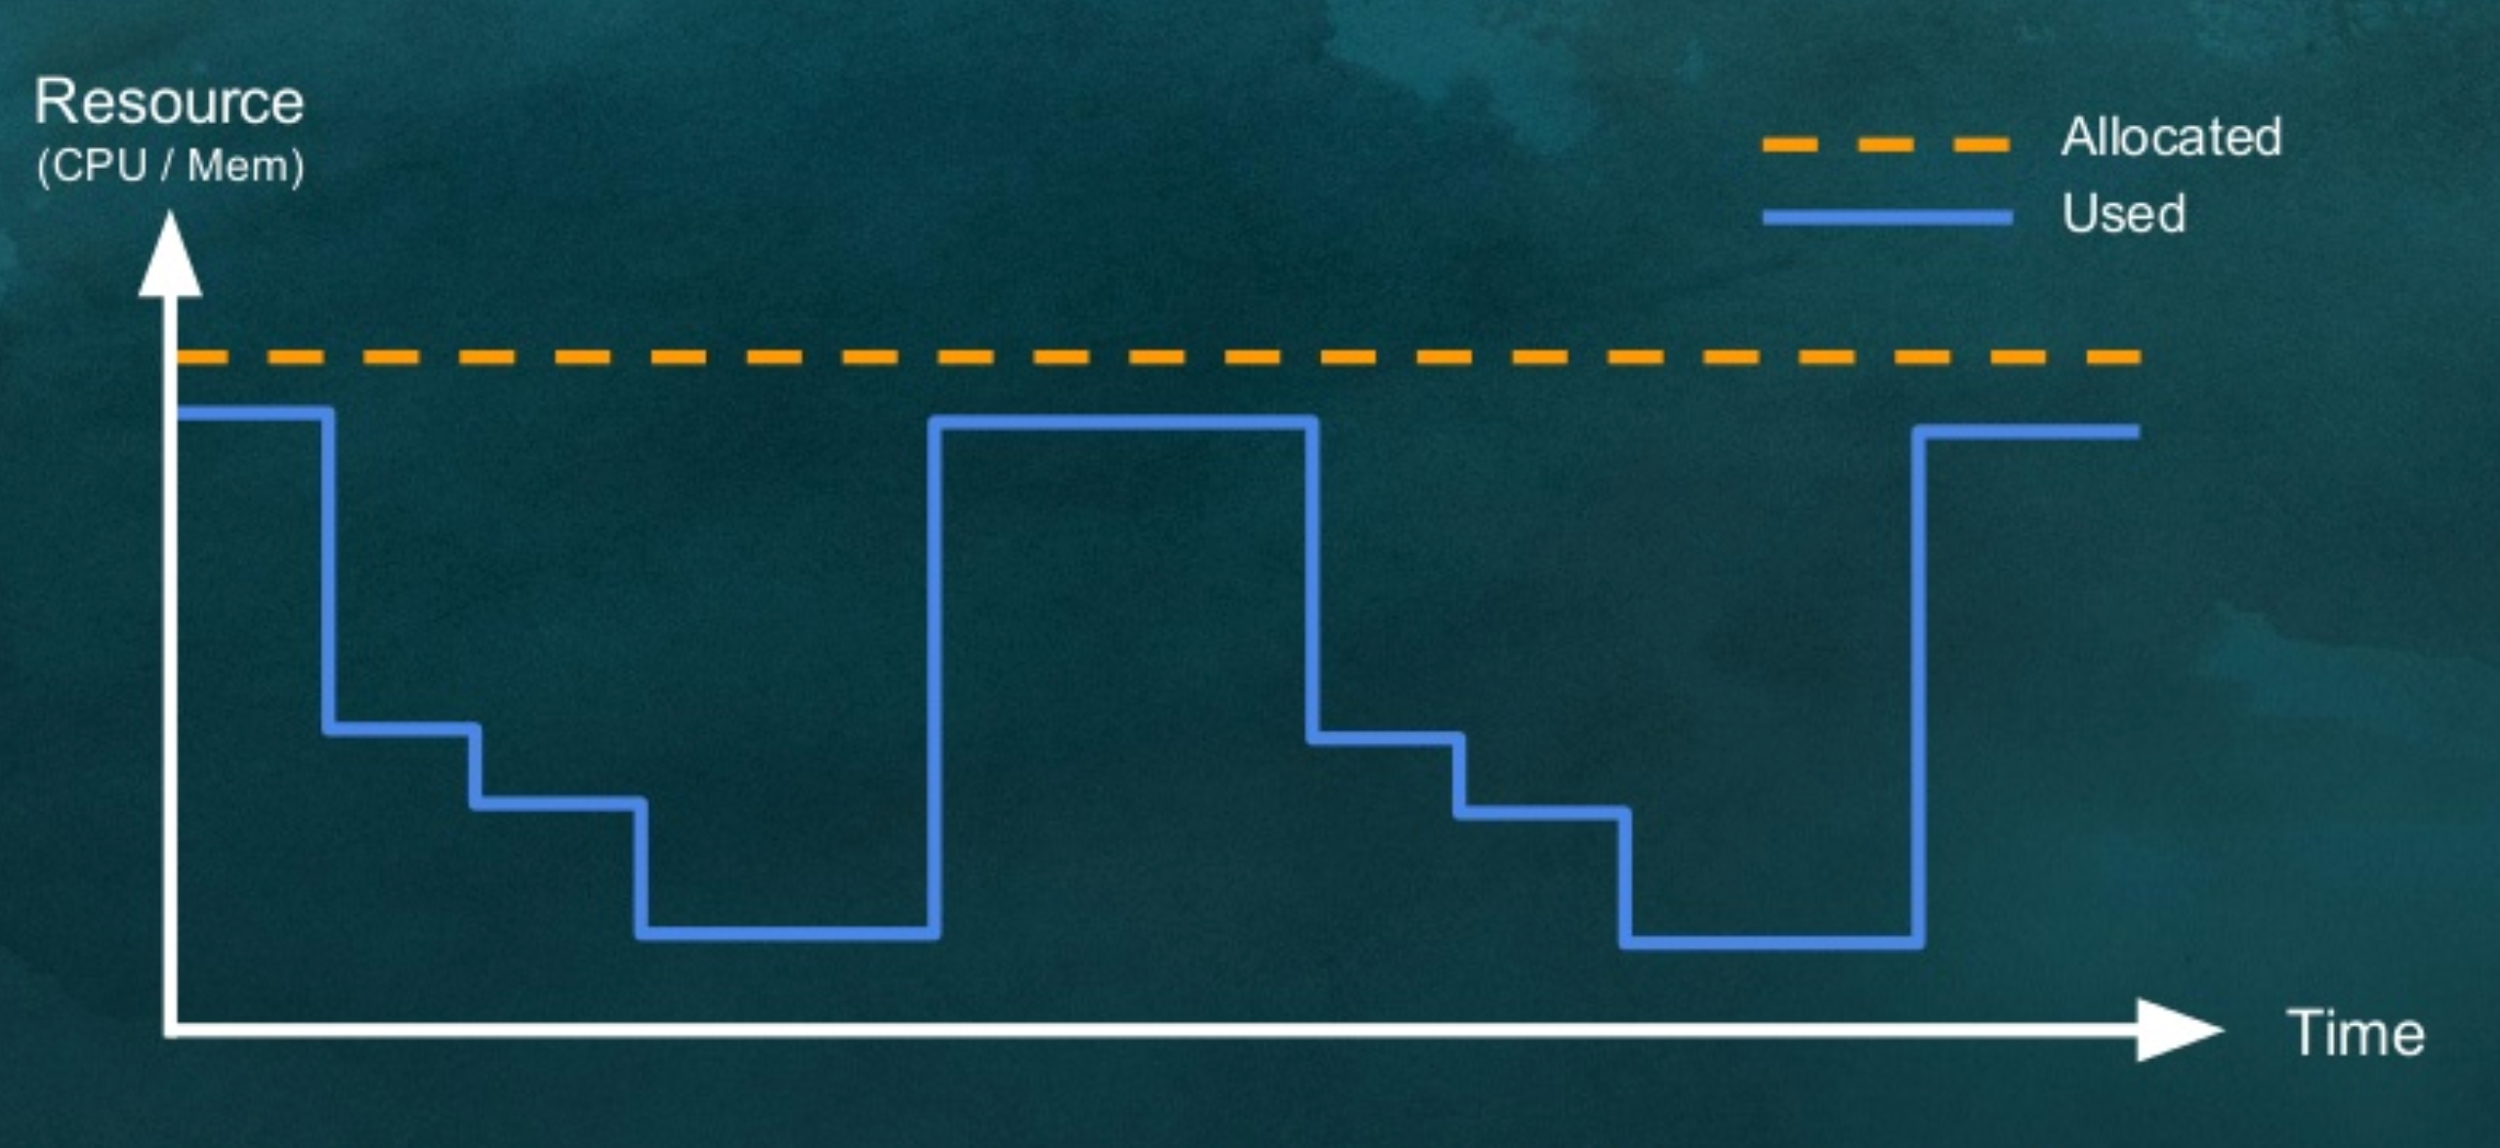 Resource
(CPU / Mem)
Allocated
Used
Time